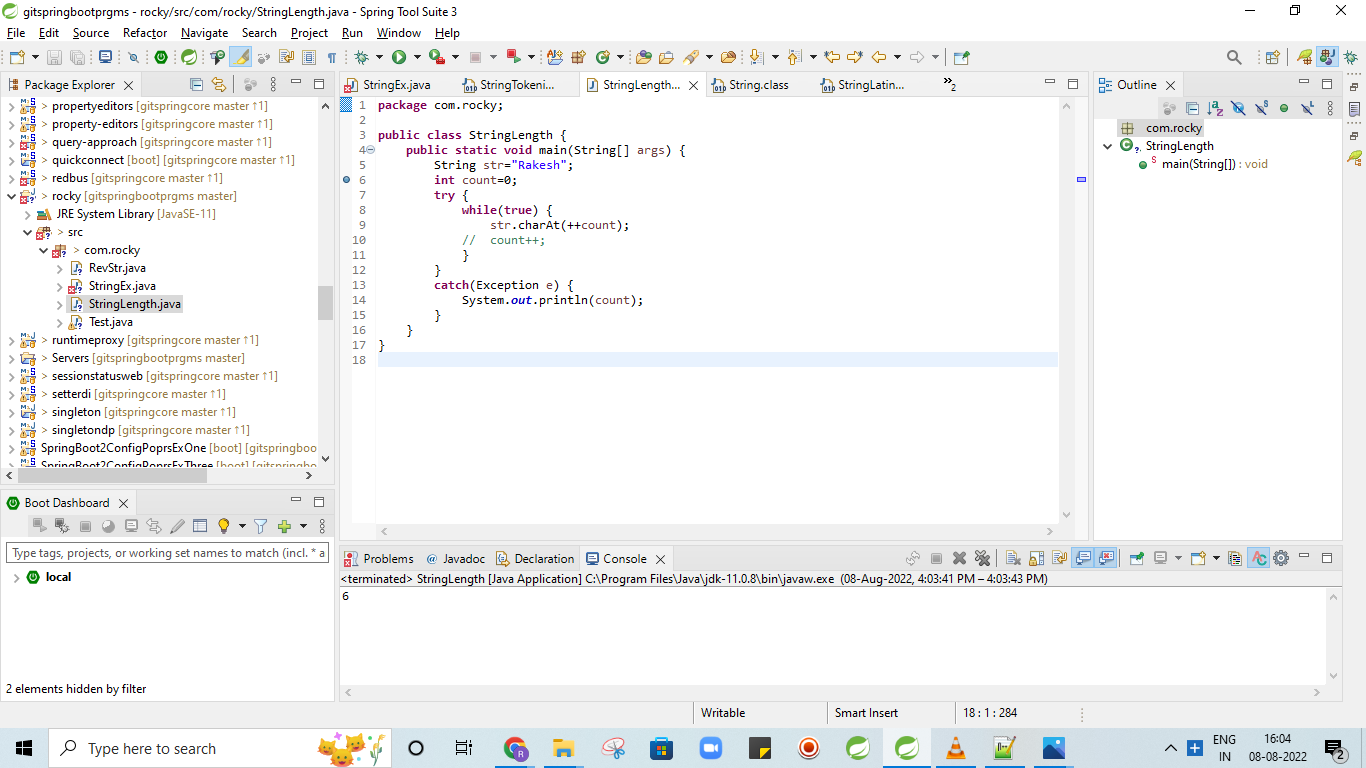 gitspringbootprgms - rocky/src/com/rocky/StringLength.java - Spring Tool Suite 3
File Edit Source Refactor Navigate Search Project Run Window Help
Package Explorer
> propertyeditors [gitspringcore master ↑1]
> property-editors [gitspringcore master ↑1]
> query-approach [gitspringcore master ↑1]
> quickconnect [boot] [gitspringcore master ↑1]
> redbus [gitspringcore master ↑1]
> rocky [gitspringbootprgms master]
JRE System Library [JavaSE-11]
> src
> com.rocky
RevStr.java
StringEx.java
StringLength.java
Test.java
> runtimeproxy [gitspringcore master ↑1]
> Servers [gitspringbootprgms master]
> sessionstatusweb [gitspringcore master ↑1]
> setterdi [gitspringcore master ↑1]
> singleton [gitspringcore master ↑1]
> singletondp [gitspringcore master ↑1]
SpringBoot2ConfigPoprsExOne [boot] [gitspringboo
SpringBoot2ConfigPoprsExThree [boot] [gitspringbo
Boot Dashboard
Type tags, projects, or working set names to match (incl. * a
local
2 elements hidden by filter
StringEx.java StringTokeni... StringLength... String.class StringLatin... »2
1 package com.rocky;
2
3 public class StringLength {
4 public static void main(String[] args) {
5 String str="Rakesh";
6 int count=0;
7 try {
8 while(true) {
9 str.charAt(++count);
10 // count++;
11 }
12 }
13 catch(Exception e) {
14 System.out.println(count);
15 }
16 }
17 }
18
Outline
com.rocky
StringLength
main(String[]) : void
Problems @ Javadoc Declaration Console
<terminated> StringLength [Java Application] C:\Program Files\Java\jdk-11.0.8\bin\javaw.exe (08-Aug-2022, 4:03:41 PM – 4:03:43 PM)
6
Writable Smart Insert 18 : 1 : 284
Type here to search
ENG
IN
16:04
08-08-2022
2